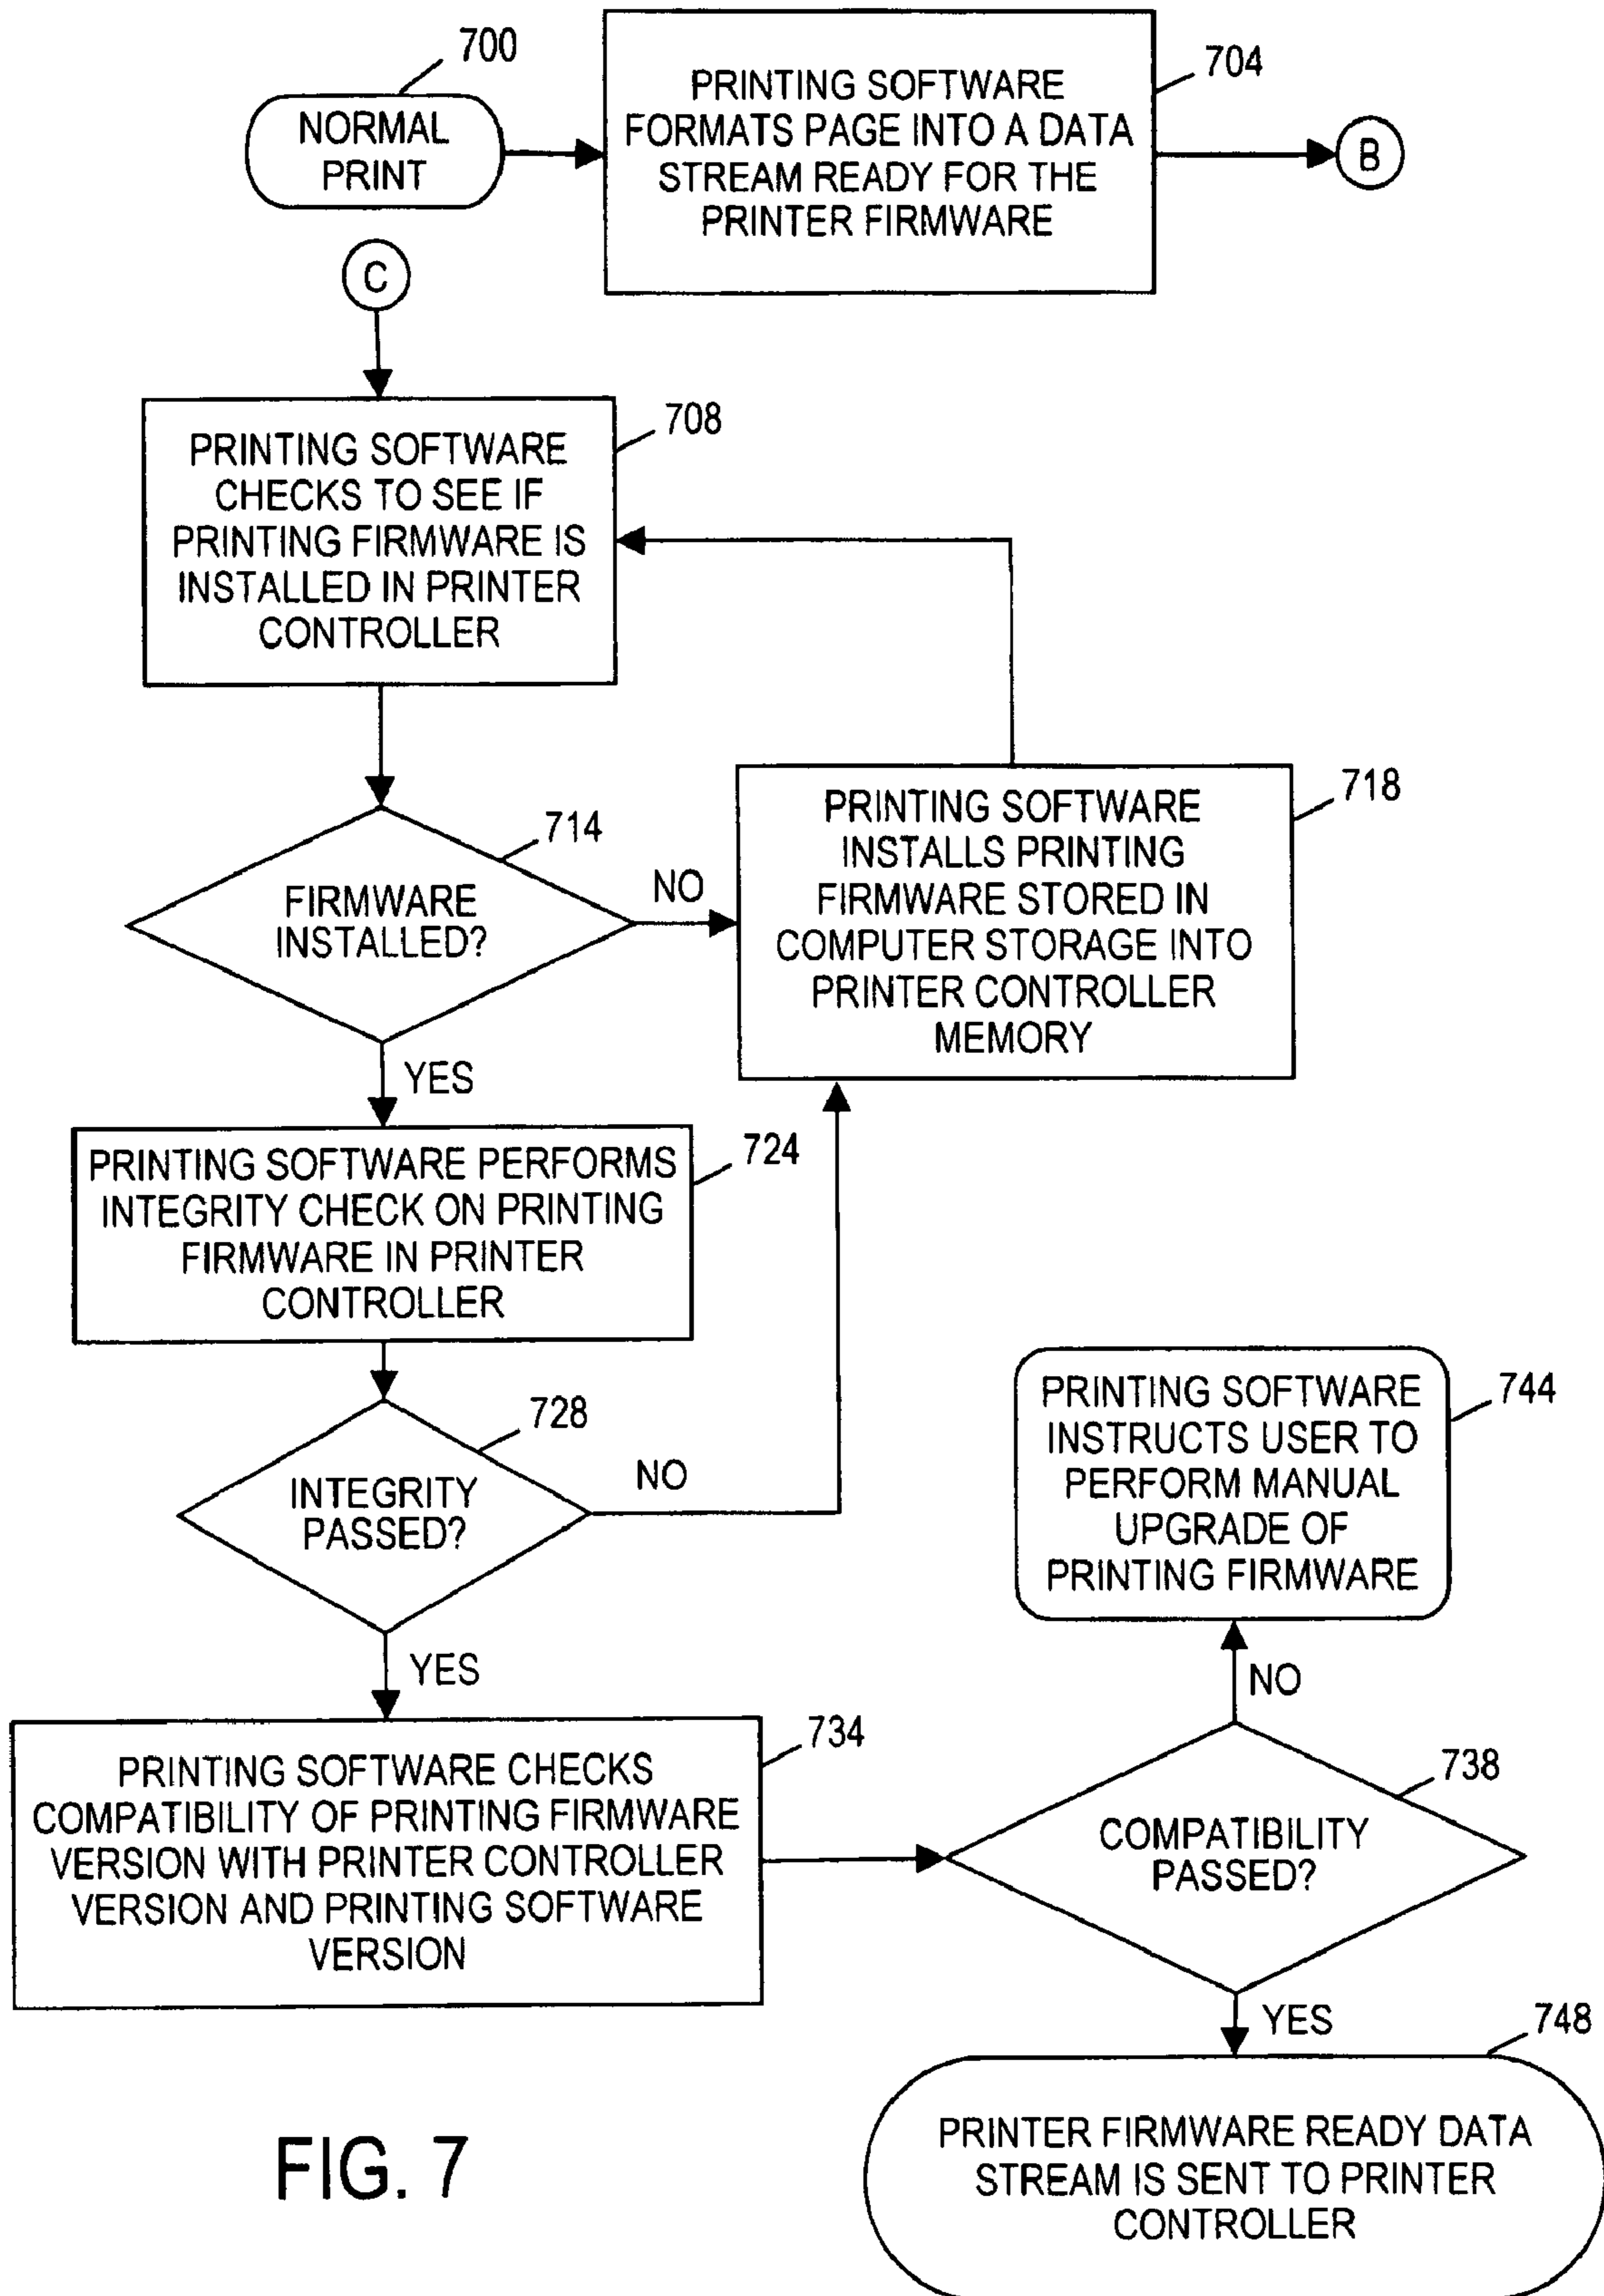 700
NORMAL
PRINT
PRINTING SOFTWARE
FORMATS PAGE INTO A DATA
STREAM READY FOR THE
PRINTER FIRMWARE
704
B
C
PRINTING SOFTWARE
CHECKS TO SEE IF
PRINTING FIRMWARE IS
INSTALLED IN PRINTER
CONTROLLER
708
FIRMWARE
INSTALLED?
714
NO
PRINTING SOFTWARE
INSTALLS PRINTING
FIRMWARE STORED IN
COMPUTER STORAGE INTO
PRINTER CONTROLLER
MEMORY
718
YES
PRINTING SOFTWARE PERFORMS
INTEGRITY CHECK ON PRINTING
FIRMWARE IN PRINTER
CONTROLLER
724
INTEGRITY
PASSED?
728
NO
YES
PRINTING SOFTWARE CHECKS
COMPATIBILITY OF PRINTING FIRMWARE
VERSION WITH PRINTER CONTROLLER
VERSION AND PRINTING SOFTWARE
VERSION
734
PRINTING SOFTWARE
INSTRUCTS USER TO
PERFORM MANUAL
UPGRADE OF
PRINTING FIRMWARE
744
NO
COMPATIBILITY
PASSED?
738
YES
748
PRINTER FIRMWARE READY DATA
STREAM IS SENT TO PRINTER
CONTROLLER
FIG. 7